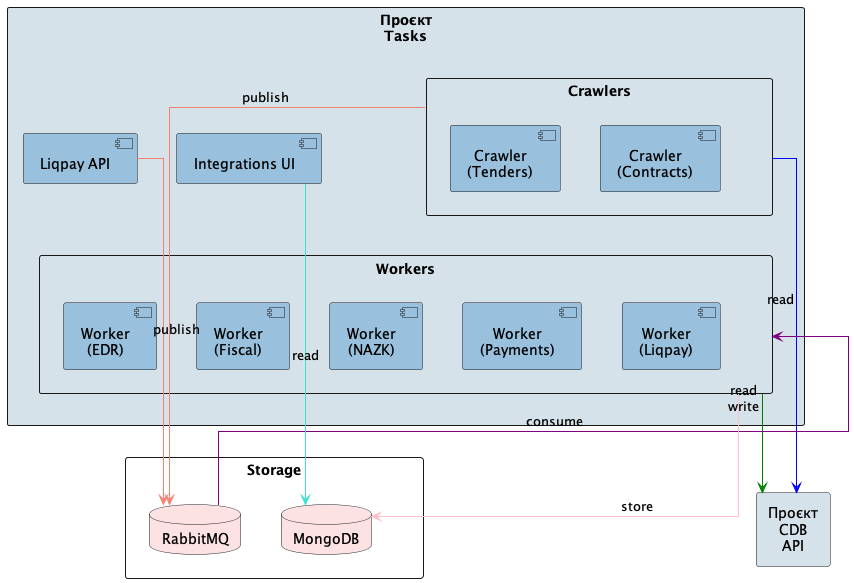 Проєкт
Tasks
publish
Crawlers
Liqpay API
Integrations UI
Crawler
(Tenders)
Crawler
(Contracts)
Workers
read
Worker
(EDR)
publish
Worker
(Fiscal)
read
Worker
(NAZK)
Worker
(Payments)
Worker
(Liqpay)
read
write
consume
Storage
RabbitMQ
MongoDB
store
Проєкт
CDB
API